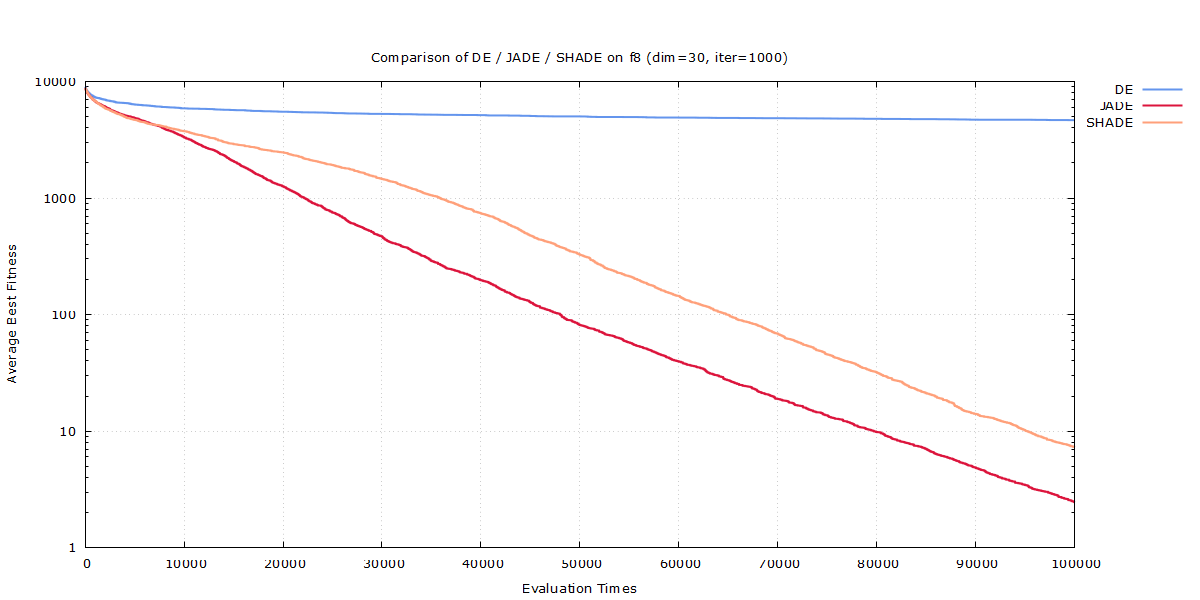 Comparison of DE / JADE / SHADE on f8 (dim=30, iter=1000)
DE
JADE
SHADE
10000
1000
100
10
1
Average Best Fitness
0 10000 20000 30000 40000 50000 60000 70000 80000 90000 100000
Evaluation Times